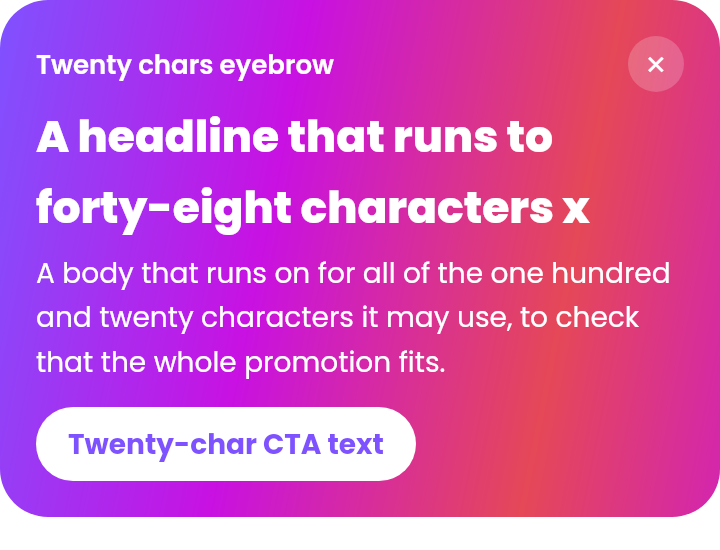 Twenty chars eyebrow
A headline that runs to
forty-eight characters x
A body that runs on for all of the one hundred
and twenty characters it may use, to check
that the whole promotion fits.
Twenty-char CTA text